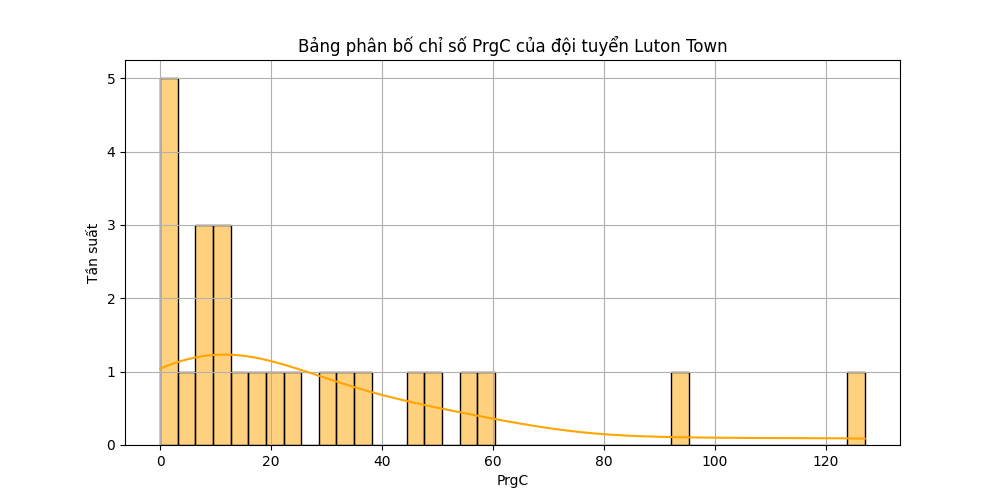 Bảng phân bố chỉ số PrgC của đội tuyển Luton Town
Tần suất
5
4
3
2
1
0
0 20 40 60 80 100 120
PrgC